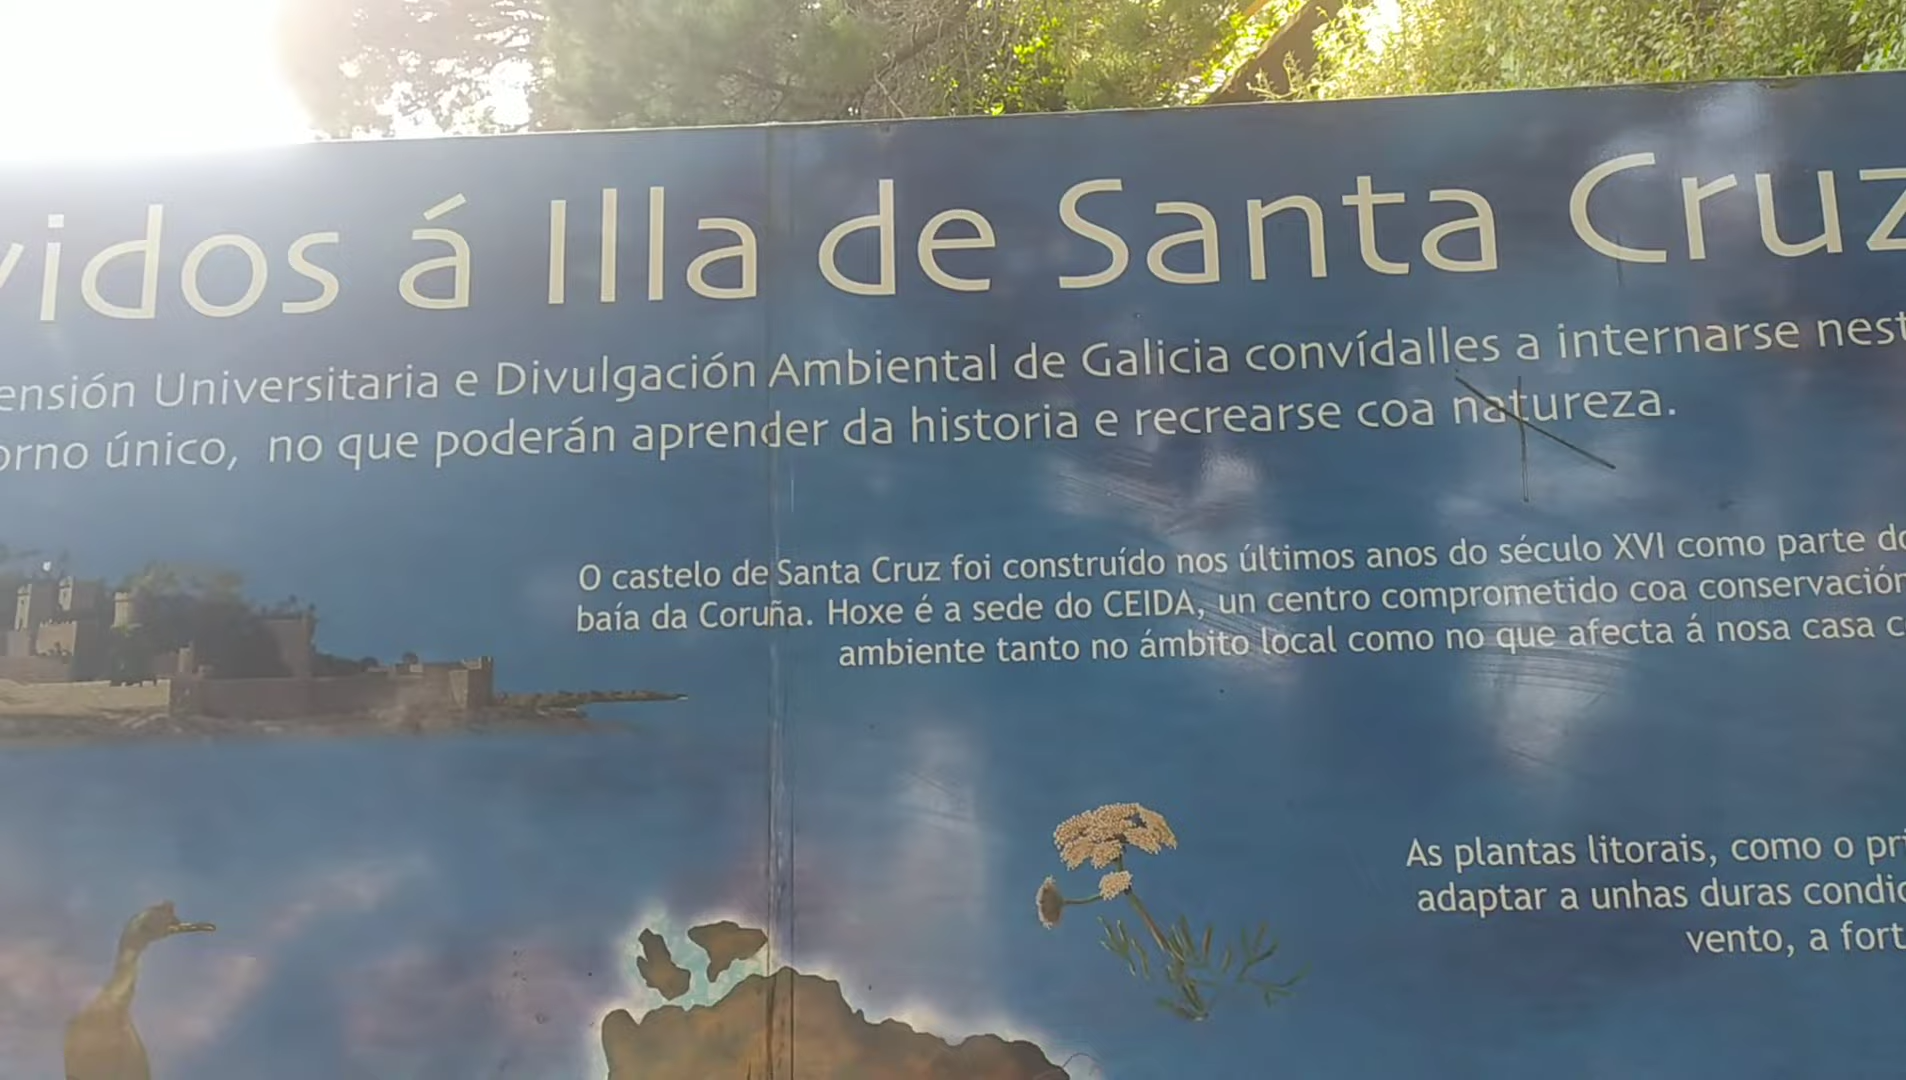 vidos á Illa de Santa Cruz
ensión Universitaria e Divulgación Ambiental de Galicia convídalles a internarse nest
orno único, no que poderán aprender da historia e recrearse coa natureza.
O castelo de Santa Cruz foi construído nos últimos anos do século XVI como parte do
baía da Coruña. Hoxe é a sede do CEIDA, un centro comprometido coa conservación
ambiente tanto no ámbito local como no que afecta á nosa casa c
As plantas litorais, como o pri
adaptar a unhas duras condic
vento, a fort